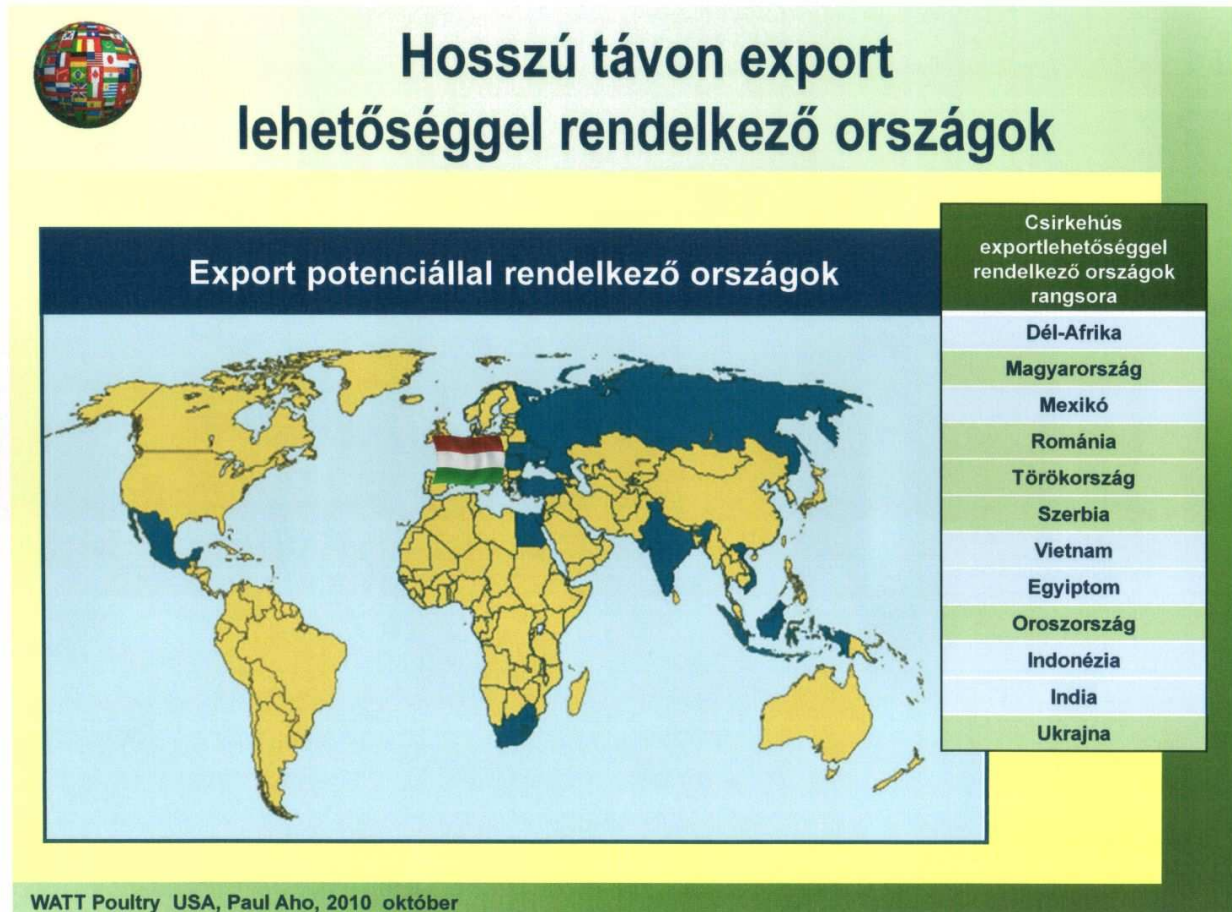 Hosszú távon export
lehetőséggel rendelkező országok
Export potenciállal rendelkező országok
Csirkehús
exportlehetőséggel
rendelkező országok
rangsora
Dél-Afrika
Magyarország
Mexikó
Románia
Törökország
Szerbia
Vietnam
Egyiptom
Oroszország
Indonézia
India
Ukrajna
WATT Poultry USA, Paul Aho, 2010 október